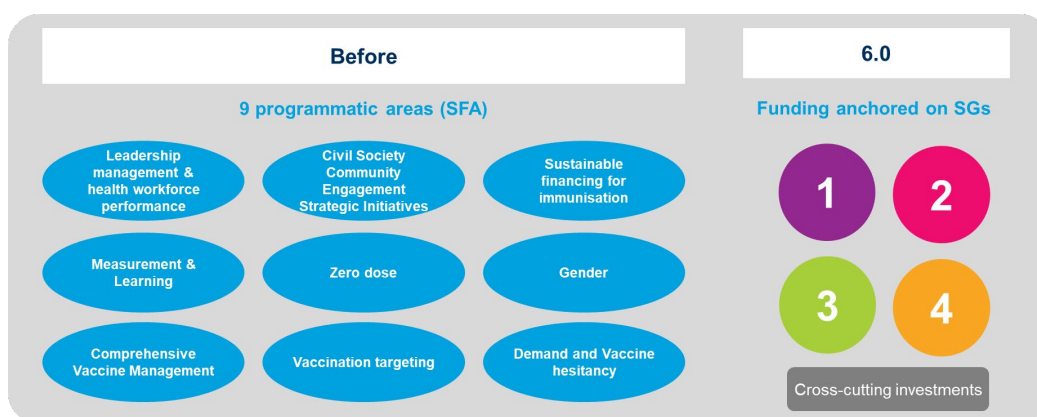 Before
6.0
9 programmatic areas (SFA)
Funding anchored on SGs
Leadership
management &
health workforce
performance
Civil Society
Community
Engagement
Strategic Initiatives
Sustainable
financing for
immunisation
1
2
Measurement &
Learning
Zero dose
Gender
3
4
Comprehensive
Vaccine Management
Vaccination targeting
Demand and Vaccine
hesitancy
Cross-cutting investments